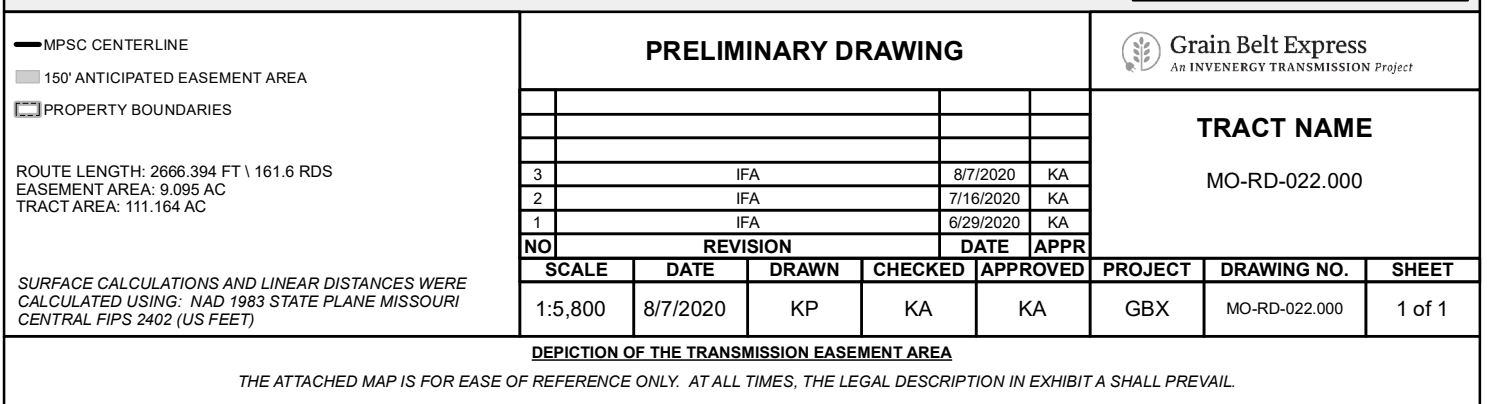 MPSC CENTERLINE
150' ANTICIPATED EASEMENT AREA
PROPERTY BOUNDARIES
ROUTE LENGTH: 2666.394 FT \ 161.6 RDS
EASEMENT AREA: 9.095 AC
TRACT AREA: 111.164 AC
SURFACE CALCULATIONS AND LINEAR DISTANCES WERE
CALCULATED USING: NAD 1983 STATE PLANE MISSOURI
CENTRAL FIPS 2402 (US FEET)
PRELIMINARY DRAWING
3 IFA 8/7/2020 KA
2 IFA 7/16/2020 KA
1 IFA 6/29/2020 KA
NO REVISION DATE APPR
Grain Belt Express
An INVENERGY TRANSMISSION Project
TRACT NAME
MO-RD-022.000
SCALE DATE DRAWN CHECKED APPROVED PROJECT DRAWING NO. SHEET
1:5,800 8/7/2020 KP KA KA GBX MO-RD-022.000 1 of 1
DEPICTION OF THE TRANSMISSION EASEMENT AREA
THE ATTACHED MAP IS FOR EASE OF REFERENCE ONLY. AT ALL TIMES, THE LEGAL DESCRIPTION IN EXHIBIT A SHALL PREVAIL.